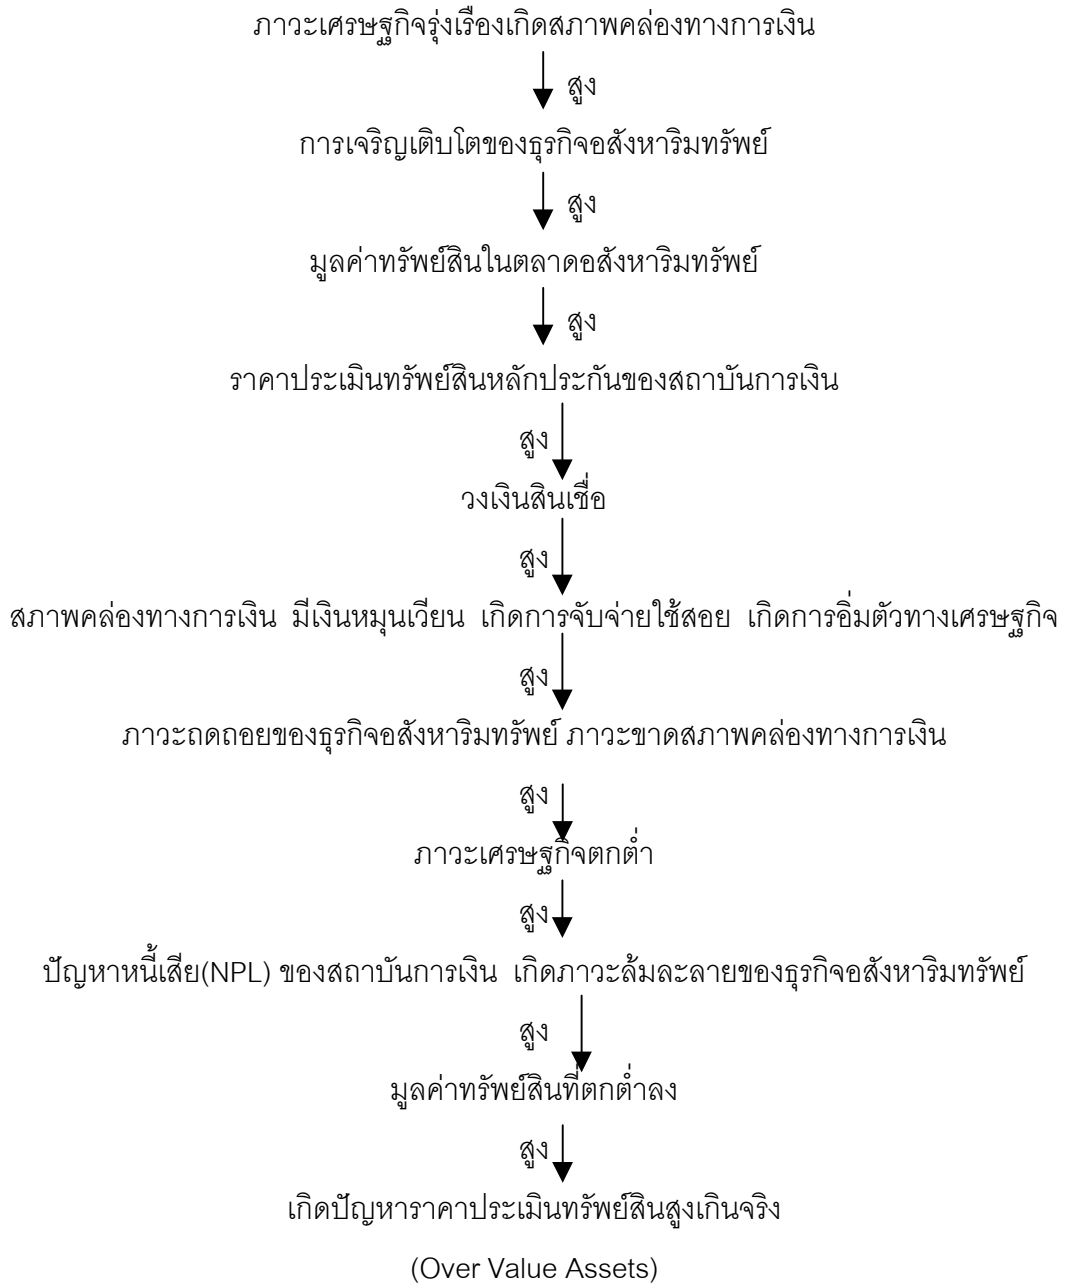 ภาวะเศรษฐกิจรุ่งเรืองเกิดสภาพคล่องทางการเงิน
สูง
การเจริญเติบโตของธุรกิจอสังหาริมทรัพย์
สูง
มูลค่าทรัพย์สินในตลาดอสังหาริมทรัพย์
สูง
ราคาประเมินทรัพย์สินหลักประกันของสถาบันการเงิน
สูง
วงเงินสินเชื่อ
สูง
สภาพคล่องทางการเงิน มีเงินหมุนเวียน เกิดการจับจ่ายใช้สอย เกิดการอิ่มตัวทางเศรษฐกิจ
สูง
ภาวะถดถอยของธุรกิจอสังหาริมทรัพย์ ภาวะขาดสภาพคล่องทางการเงิน
สูง
ภาวะเศรษฐกิจตกต่ำ
สูง
ปัญหาหนี้เสีย(NPL) ของสถาบันการเงิน เกิดภาวะล้มละลายของธุรกิจอสังหาริมทรัพย์
สูง
มูลค่าทรัพย์สินที่ตกต่ำลง
สูง
เกิดปัญหาราคาประเมินทรัพย์สินสูงเกินจริง
(Over Value Assets)